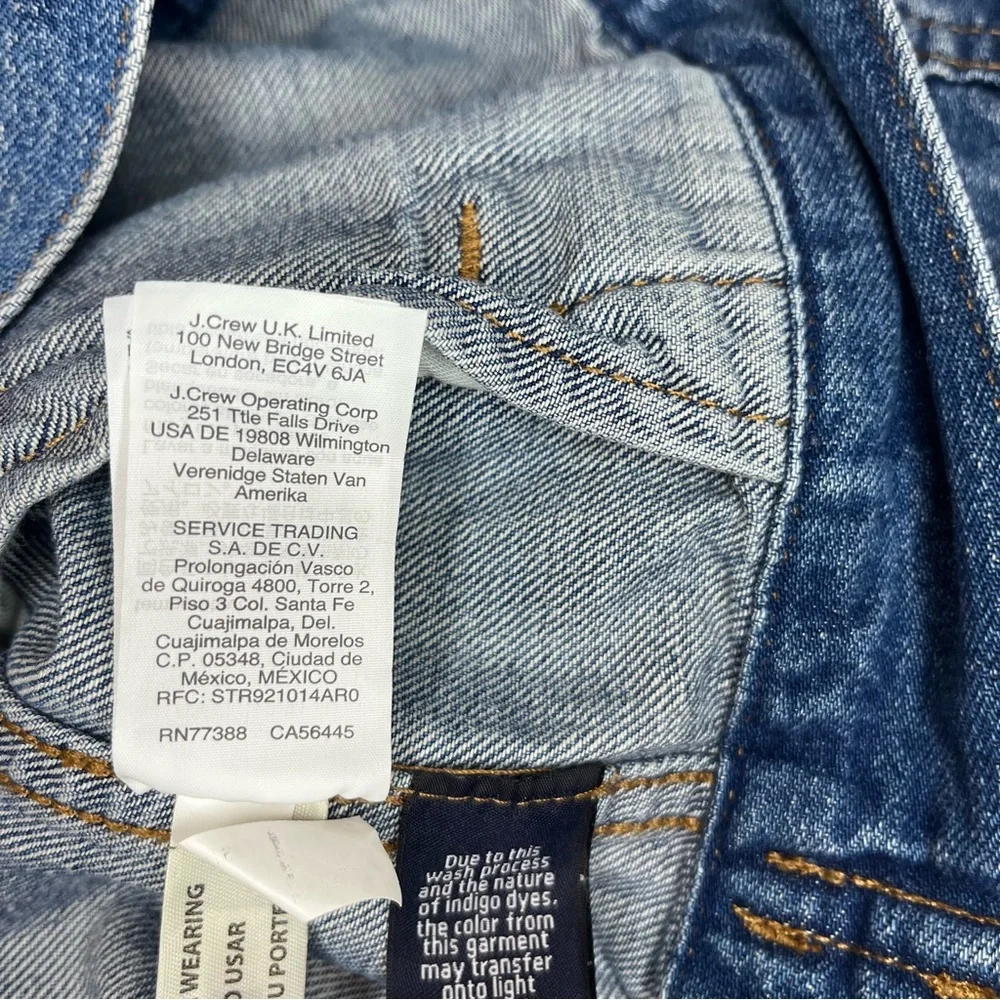 J.Crew U.K. Limited
100 New Bridge Street
London, EC4V 6JA
J.Crew Operating Corp
251 Ttle Falls Drive
USA DE 19808 Wilmington
Delaware
Verenidge Staten Van
Amerika
SERVICE TRADING
S.A. DE C.V.
Prolongación Vasco
de Quiroga 4800, Torre 2,
Piso 3 Col. Santa Fe
Cuajimalpa, Del.
Cuajimalpa de Morelos
C.P. 05348, Ciudad de
México, MÉXICO
RFC: STR921014AR0
RN77388 CA56445
WEARING
USAR
PORTE
Due to this
wash process
and the nature
of indigo dyes,
the color from
this garment
may transfer
onto light